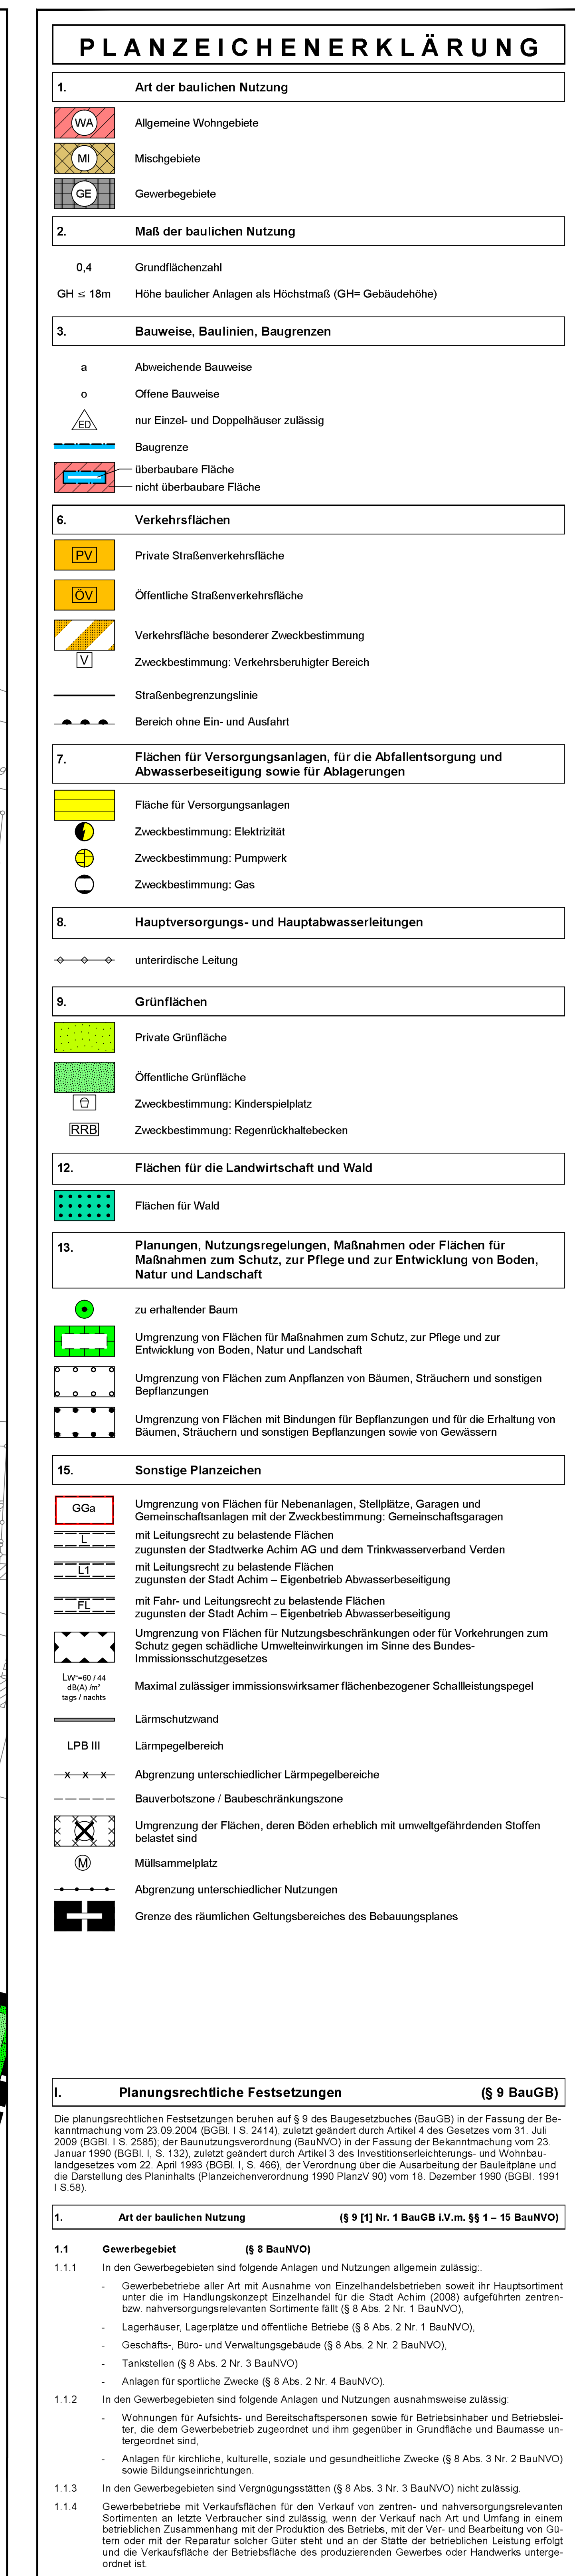 PLANZEICHENERKLÄRUNG
1. Art der baulichen Nutzung
WA Allgemeine Wohngebiete
MI Mischgebiete
GE Gewerbegebiete
2. Maß der baulichen Nutzung
0,4 Grundflächenzahl
GH ≤ 18m Höhe baulicher Anlagen als Höchstmaß (GH= Gebäudehöhe)
3. Bauweise, Baulinien, Baugrenzen
a Abweichende Bauweise
o Offene Bauweise
ED nur Einzel- und Doppelhäuser zulässig
Baugrenze
überbaubare Fläche
nicht überbaubare Fläche
6. Verkehrsflächen
PV Private Straßenverkehrsfläche
ÖV Öffentliche Straßenverkehrsfläche
Verkehrsfläche besonderer Zweckbestimmung
V Zweckbestimmung: Verkehrsberuhigter Bereich
Straßenbegrenzungslinie
Bereich ohne Ein- und Ausfahrt
7. Flächen für Versorgungsanlagen, für die Abfallentsorgung und
Abwasserbeseitigung sowie für Ablagerungen
Fläche für Versorgungsanlagen
Zweckbestimmung: Elektrizität
Zweckbestimmung: Pumpwerk
Zweckbestimmung: Gas
8. Hauptversorgungs- und Hauptabwasserleitungen
unterirdische Leitung
9. Grünflächen
Private Grünfläche
Öffentliche Grünfläche
Zweckbestimmung: Kinderspielplatz
RRB Zweckbestimmung: Regenrückhaltebecken
12. Flächen für die Landwirtschaft und Wald
Flächen für Wald
13. Planungen, Nutzungsregelungen, Maßnahmen oder Flächen für
Maßnahmen zum Schutz, zur Pflege und zur Entwicklung von Boden,
Natur und Landschaft
zu erhaltender Baum
Umgrenzung von Flächen für Maßnahmen zum Schutz, zur Pflege und zur
Entwicklung von Boden, Natur und Landschaft
Umgrenzung von Flächen zum Anpflanzen von Bäumen, Sträuchern und sonstigen
Bepflanzungen
Umgrenzung von Flächen mit Bindungen für Bepflanzungen und für die Erhaltung von
Bäumen, Sträuchern und sonstigen Bepflanzungen sowie von Gewässern
15. Sonstige Planzeichen
GGa Umgrenzung von Flächen für Nebenanlagen, Stellplätze, Garagen und
Gemeinschaftsanlagen mit der Zweckbestimmung: Gemeinschaftsgaragen
L mit Leitungsrecht zu belastende Flächen
zugunsten der Stadtwerke Achim AG und dem Trinkwasserverband Verden
L1 mit Leitungsrecht zu belastende Flächen
zugunsten der Stadt Achim – Eigenbetrieb Abwasserbeseitigung
FL mit Fahr- und Leitungsrecht zu belastende Flächen
zugunsten der Stadt Achim – Eigenbetrieb Abwasserbeseitigung
Umgrenzung von Flächen für Nutzungsbeschränkungen oder für Vorkehrungen zum
Schutz gegen schädliche Umwelteinwirkungen im Sinne des Bundes-
Immissionsschutzgesetzes
LW"=60 / 44
dB(A) /m²
tags / nachts
Maximal zulässiger immissionswirksamer flächenbezogener Schallleistungspegel
Lärmschutzwand
LPB III Lärmpegelbereich
Abgrenzung unterschiedlicher Lärmpegelbereiche
Bauverbotszone / Baubeschränkungszone
Umgrenzung der Flächen, deren Böden erheblich mit umweltgefährdenden Stoffen
belastet sind
M Müllsammelplatz
Abgrenzung unterschiedlicher Nutzungen
Grenze des räumlichen Geltungsbereiches des Bebauungsplanes
I. Planungsrechtliche Festsetzungen (§ 9 BauGB)
Die planungsrechtlichen Festsetzungen beruhen auf § 9 des Baugesetzbuches (BauGB) in der Fassung der Be-
kanntmachung vom 23.09.2004 (BGBl. I S. 2414), zuletzt geändert durch Artikel 4 des Gesetzes vom 31. Juli
2009 (BGBl. I S. 2585); der Baunutzungsverordnung (BauNVO) in der Fassung der Bekanntmachung vom 23.
Januar 1990 (BGBl. I, S. 132), zuletzt geändert durch Artikel 3 des Investitionserleichterungs- und Wohnbau-
landgesetzes vom 22. April 1993 (BGBl. I, S. 466), der Verordnung über die Ausarbeitung der Bauleitpläne und
die Darstellung des Planinhalts (Planzeichenverordnung 1990 PlanzV 90) vom 18. Dezember 1990 (BGBl. 1991
I S.58).
1. Art der baulichen Nutzung (§ 9 [1] Nr. 1 BauGB i.V.m. §§ 1 – 15 BauNVO)
1.1 Gewerbegebiet (§ 8 BauNVO)
1.1.1 In den Gewerbegebieten sind folgende Anlagen und Nutzungen allgemein zulässig:.
- Gewerbebetriebe aller Art mit Ausnahme von Einzelhandelsbetrieben soweit ihr Hauptsortiment
unter die im Handlungskonzept Einzelhandel für die Stadt Achim (2008) aufgeführten zentren-
bzw. nahversorgungsrelevanten Sortimente fällt (§ 8 Abs. 2 Nr. 1 BauNVO),
- Lagerhäuser, Lagerplätze und öffentliche Betriebe (§ 8 Abs. 2 Nr. 1 BauNVO),
- Geschäfts-, Büro- und Verwaltungsgebäude (§ 8 Abs. 2 Nr. 2 BauNVO),
- Tankstellen (§ 8 Abs. 2 Nr. 3 BauNVO)
- Anlagen für sportliche Zwecke (§ 8 Abs. 2 Nr. 4 BauNVO).
1.1.2 In den Gewerbegebieten sind folgende Anlagen und Nutzungen ausnahmsweise zulässig:
- Wohnungen für Aufsichts- und Bereitschaftspersonen sowie für Betriebsinhaber und Betriebslei-
ter, die dem Gewerbebetrieb zugeordnet und ihm gegenüber in Grundfläche und Baumasse un-
tergeordnet sind,
- Anlagen für kirchliche, kulturelle, soziale und gesundheitliche Zwecke (§ 8 Abs. 3 Nr. 2 BauNVO)
sowie Bildungseinrichtungen.
1.1.3 In den Gewerbegebieten sind Vergnügungsstätten (§ 8 Abs. 3 Nr. 3 BauNVO) nicht zulässig.
1.1.4 Gewerbebetriebe mit Verkaufsflächen für den Verkauf von zentren- und nahversorgungsrelevanten
Sortimenten an letzte Verbraucher sind zulässig, wenn der Verkauf nach Art und Umfang in einem
betrieblichen Zusammenhang mit der Produktion des Betriebs, mit der Ver- und Bearbeitung von Gü-
tern oder mit der Reparatur solcher Güter steht und an der Stätte der betrieblichen Leistung erfolgt
und die Verkaufsfläche der Betriebsfläche des produzierenden Gewerbes oder Handwerks unterge-
ordnet ist.